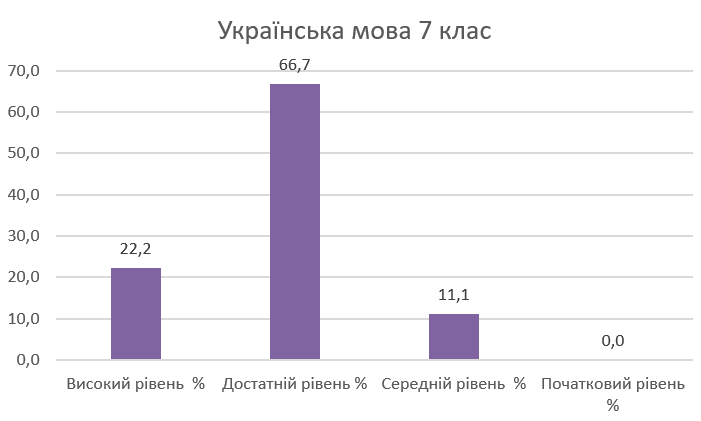 Українська мова 7 клас
70,0
60,0
50,0
40,0
30,0
20,0
10,0
0,0
22,2
66,7
11,1
0,0
Високий рівень %
Достатній рівень %
Середній рівень %
Початковий рівень
%